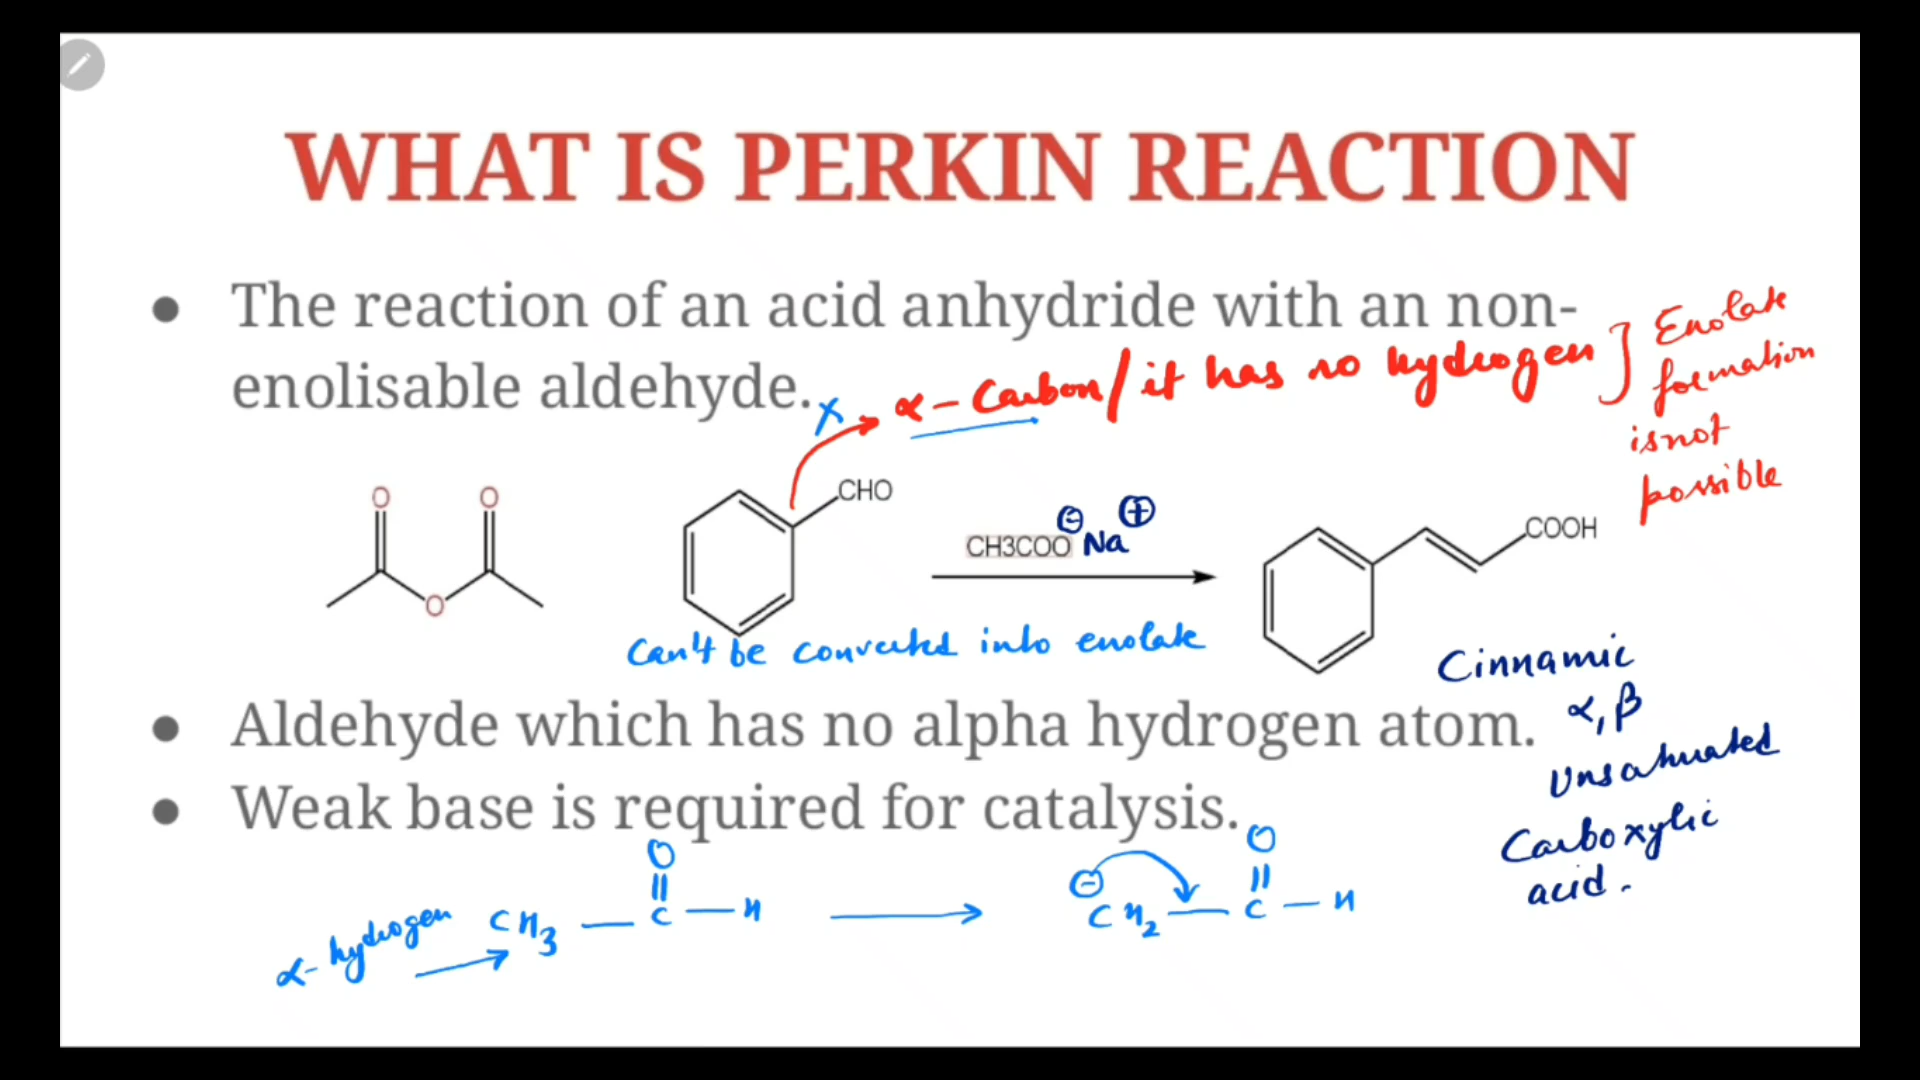 WHAT IS PERKIN REACTION
● The reaction of an acid anhydride with an non-
enolisable aldehyde.
x α-Carbon/it has no hydrogen]
Enolate
formation
is not
possible
O O
O
CHO
CH3COO⊖Na⊕
COOH
Can't be converted into enolate
Cinnamic
α,β
Unsaturated
Carboxylic
acid.
● Aldehyde which has no alpha hydrogen atom.
● Weak base is required for catalysis.
α-hydrogen
O
||
CH3 — C — H
⊖ O
||
CH2 — C — H